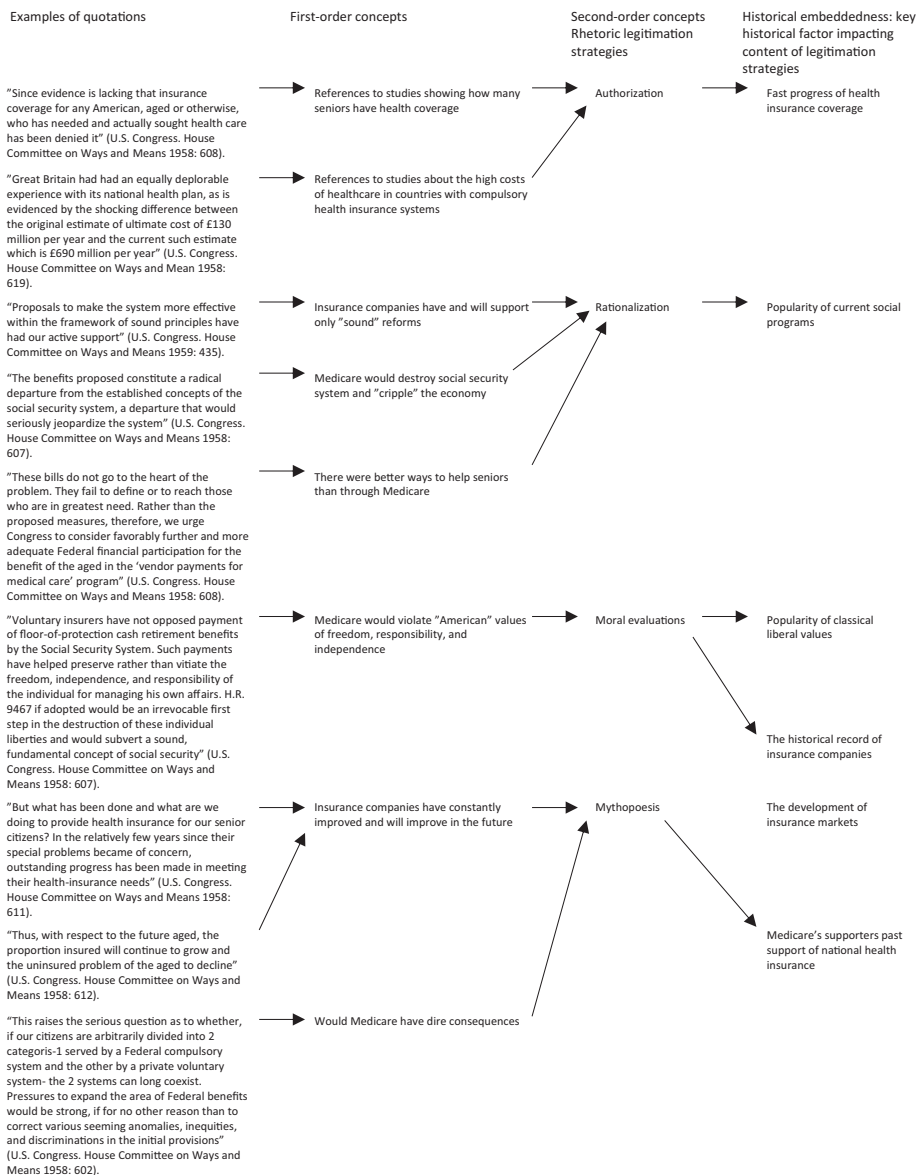 Examples of quotations
First-order concepts
Second-order concepts
Rhetoric legitimation
strategies
Historical embeddedness: key
historical factor impacting
content of legitimation
strategies
"Since evidence is lacking that insurance
coverage for any American, aged or otherwise,
who has needed and actually sought health care
has been denied it" (U.S. Congress. House
Committee on Ways and Means 1958: 608).
References to studies showing how many
seniors have health coverage
Authorization
Fast progress of health
insurance coverage
"Great Britain had had an equally deplorable
experience with its national health plan, as is
evidenced by the shocking difference between
the original estimate of ultimate cost of £130
million per year and the current such estimate
which is £690 million per year" (U.S. Congress.
House Committee on Ways and Mean 1958:
619).
References to studies about the high costs
of healthcare in countries with compulsory
health insurance systems
"Proposals to make the system more effective
within the framework of sound principles have
had our active support" (U.S. Congress. House
Committee on Ways and Means 1959: 435).
Insurance companies have and will support
only "sound" reforms
Rationalization
Popularity of current social
programs
"The benefits proposed constitute a radical
departure from the established concepts of the
social security system, a departure that would
seriously jeopardize the system" (U.S. Congress.
House Committee on Ways and Means 1958:
607).
Medicare would destroy social security
system and "cripple" the economy
"These bills do not go to the heart of the
problem. They fail to define or to reach those
who are in greatest need. Rather than the
proposed measures, therefore, we urge
Congress to consider favorably further and more
adequate Federal financial participation for the
benefit of the aged in the 'vendor payments for
medical care' program" (U.S. Congress. House
Committee on Ways and Means 1958: 608).
There were better ways to help seniors
than through Medicare
"Voluntary insurers have not opposed payment
of floor-of-protection cash retirement benefits
by the Social Security System. Such payments
have helped preserve rather than vitiate the
freedom, independence, and responsibility of
the individual for managing his own affairs. H.R.
9467 if adopted would be an irrevocable first
step in the destruction of these individual
liberties and would subvert a sound,
fundamental concept of social security" (U.S.
Congress. House Committee on Ways and
Means 1958: 607).
Medicare would violate "American" values
of freedom, responsibility, and
independence
Moral evaluations
Popularity of classical
liberal values
The historical record of
insurance companies
"But what has been done and what are we
doing to provide health insurance for our senior
citizens? In the relatively few years since their
special problems became of concern,
outstanding progress has been made in meeting
their health-insurance needs" (U.S. Congress.
House Committee on Ways and Means 1958:
611).
Insurance companies have constantly
improved and will improve in the future
Mythopoesis
The development of
insurance markets
"Thus, with respect to the future aged, the
proportion insured will continue to grow and
the uninsured problem of the aged to decline"
(U.S. Congress. House Committee on Ways and
Means 1958: 612).
Medicare's supporters past
support of national health
insurance
"This raises the serious question as to whether,
if our citizens are arbitrarily divided into 2
categoris-1 served by a Federal compulsory
system and the other by a private voluntary
system- the 2 systems can long coexist.
Pressures to expand the area of Federal benefits
would be strong, if for no other reason than to
correct various seeming anomalies, inequities,
and discriminations in the initial provisions"
(U.S. Congress. House Committee on Ways and
Means 1958: 602).
Would Medicare have dire consequences